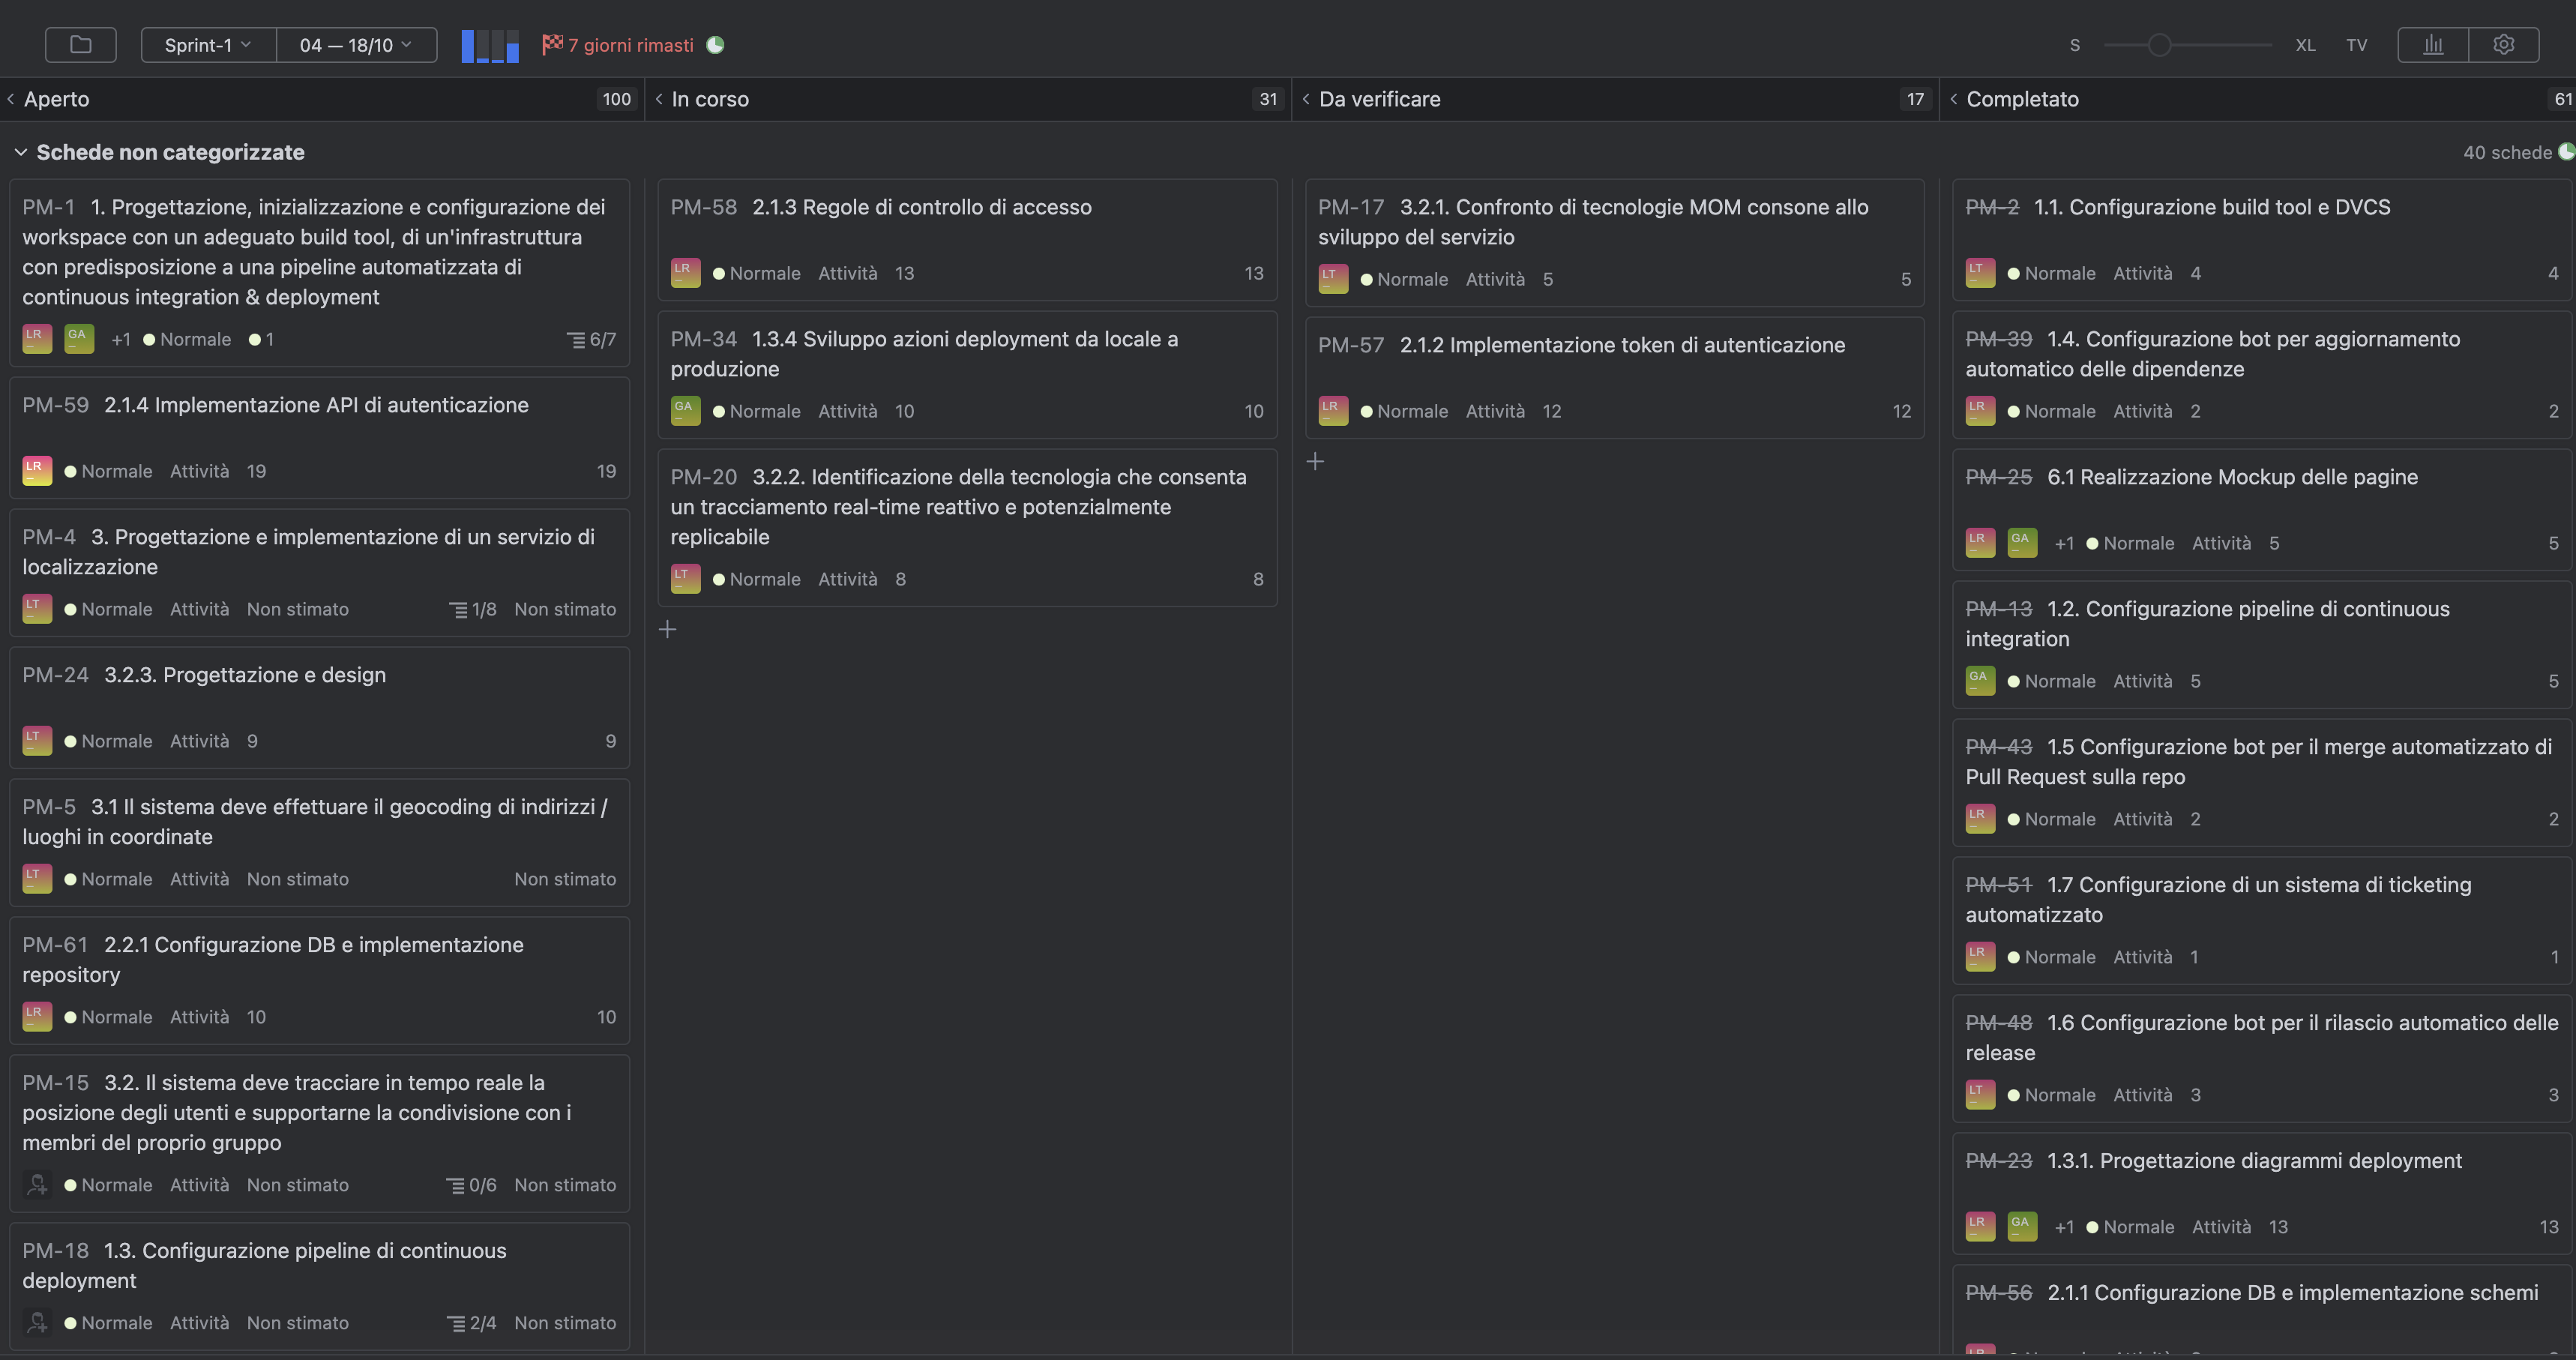 Sprint-1
04 — 18/10
7 giorni rimasti
S
XL
TV
Aperto
100
In corso
31
Da verificare
17
Completato
61
Schede non categorizzate
40 schede
PM-1 1. Progettazione, inizializzazione e configurazione dei
workspace con un adeguato build tool, di un'infrastruttura
con predisposizione a una pipeline automatizzata di
continuous integration & deployment
LR GA +1 Normale 1 6/7
PM-59 2.1.4 Implementazione API di autenticazione
LR Normale Attività 19 19
PM-4 3. Progettazione e implementazione di un servizio di
localizzazione
LT Normale Attività Non stimato 1/8 Non stimato
PM-24 3.2.3. Progettazione e design
LT Normale Attività 9 9
PM-5 3.1 Il sistema deve effettuare il geocoding di indirizzi /
luoghi in coordinate
LT Normale Attività Non stimato Non stimato
PM-61 2.2.1 Configurazione DB e implementazione
repository
LR Normale Attività 10 10
PM-15 3.2. Il sistema deve tracciare in tempo reale la
posizione degli utenti e supportarne la condivisione con i
membri del proprio gruppo
Normale Attività Non stimato 0/6 Non stimato
PM-18 1.3. Configurazione pipeline di continuous
deployment
Normale Attività Non stimato 2/4 Non stimato
PM-58 2.1.3 Regole di controllo di accesso
LR Normale Attività 13 13
PM-34 1.3.4 Sviluppo azioni deployment da locale a
produzione
GA Normale Attività 10 10
PM-20 3.2.2. Identificazione della tecnologia che consenta
un tracciamento real-time reattivo e potenzialmente
replicabile
LT Normale Attività 8 8
PM-17 3.2.1. Confronto di tecnologie MOM consone allo
sviluppo del servizio
LT Normale Attività 5 5
PM-57 2.1.2 Implementazione token di autenticazione
LR Normale Attività 12 12
PM-2 1.1. Configurazione build tool e DVCS
LT Normale Attività 4 4
PM-39 1.4. Configurazione bot per aggiornamento
automatico delle dipendenze
LR Normale Attività 2 2
PM-25 6.1 Realizzazione Mockup delle pagine
LR GA +1 Normale Attività 5 5
PM-13 1.2. Configurazione pipeline di continuous
integration
GA Normale Attività 5 5
PM-43 1.5 Configurazione bot per il merge automatizzato di
Pull Request sulla repo
LR Normale Attività 2 2
PM-51 1.7 Configurazione di un sistema di ticketing
automatizzato
LR Normale Attività 1 1
PM-48 1.6 Configurazione bot per il rilascio automatico delle
release
LT Normale Attività 3 3
PM-23 1.3.1. Progettazione diagrammi deployment
LR GA +1 Normale Attività 13 13
PM-56 2.1.1 Configurazione DB e implementazione schemi